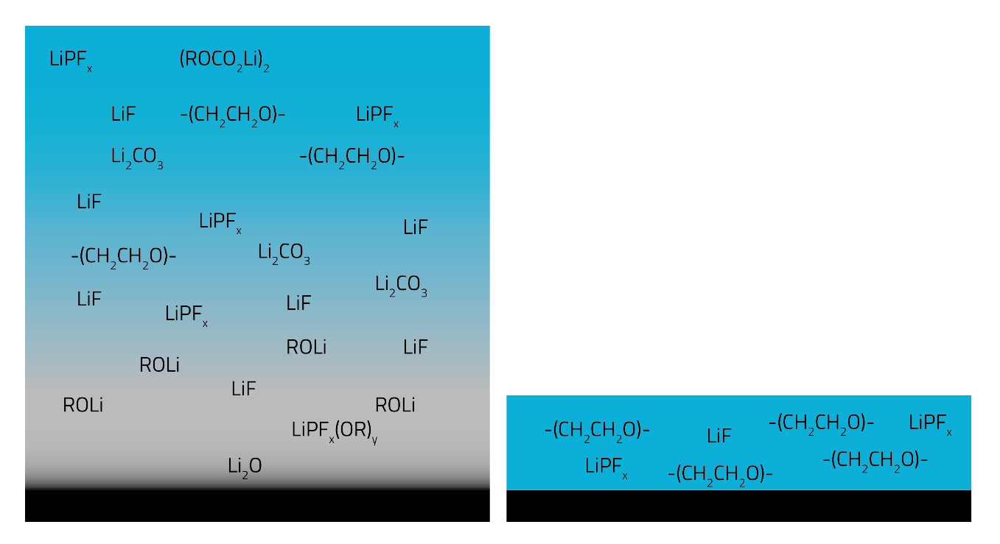 LiPFₓ (ROCO₂Li)₂
LiF -(CH₂CH₂O)- LiPFₓ
Li₂CO₃ -(CH₂CH₂O)-
LiF
LiPFₓ LiF
-(CH₂CH₂O)- Li₂CO₃
Li₂CO₃
LiF LiF
LiPFₓ
ROLi LiF
ROLi
LiF
ROLi ROLi
LiPFₓ(OR)ᵧ
Li₂O
-(CH₂CH₂O)- LiF -(CH₂CH₂O)- LiPFₓ
LiPFₓ -(CH₂CH₂O)- -(CH₂CH₂O)-